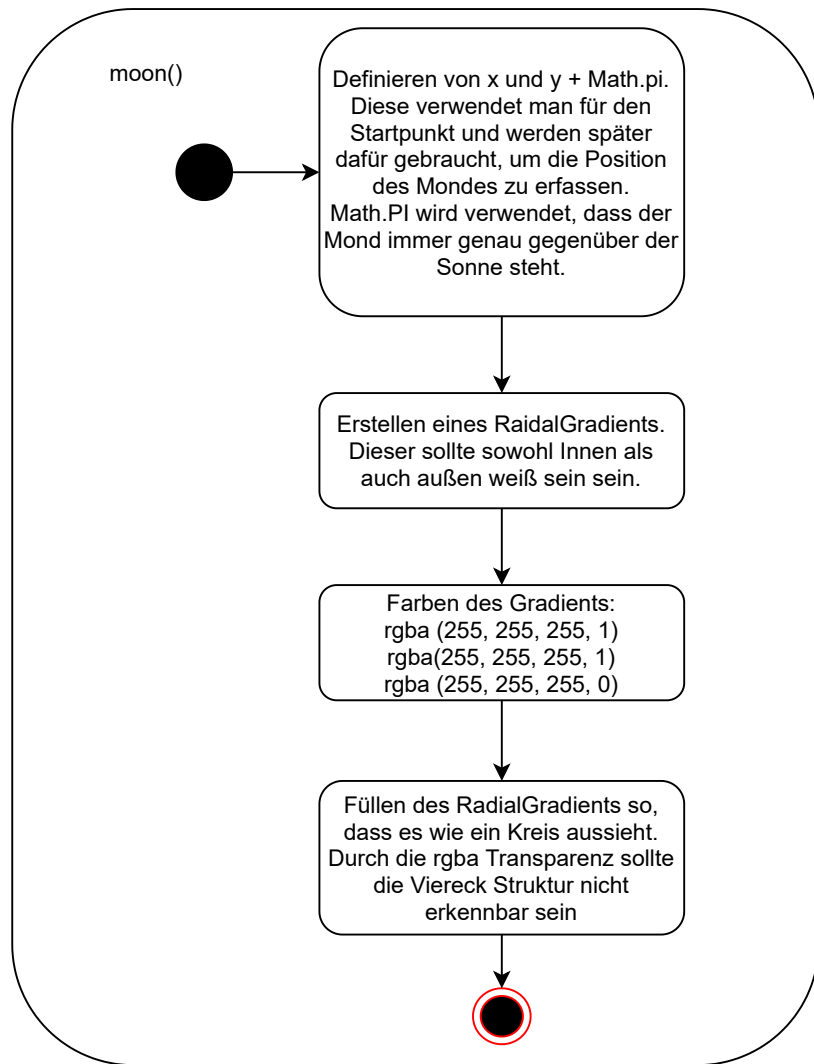 moon()
Definieren von x und y + Math.pi.
Diese verwendet man für den
Startpunkt und werden später
dafür gebraucht, um die Position
des Mondes zu erfassen.
Math.PI wird verwendet, dass der
Mond immer genau gegenüber der
Sonne steht.
Erstellen eines RaidalGradients.
Dieser sollte sowohl Innen als
auch außen weiß sein sein.
Farben des Gradients:
rgba (255, 255, 255, 1)
rgba(255, 255, 255, 1)
rgba (255, 255, 255, 0)
Füllen des RadialGradients so,
dass es wie ein Kreis aussieht.
Durch die rgba Transparenz sollte
die Viereck Struktur nicht
erkennbar sein